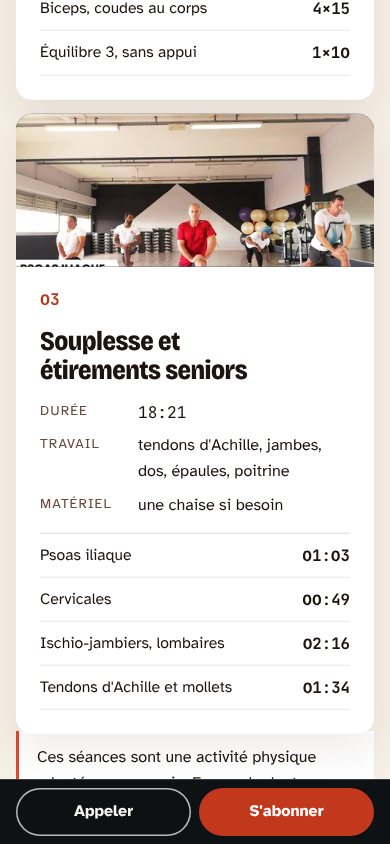 Biceps, coudes au corps 4×15
Équilibre 3, sans appui 1×10
03
Souplesse et
étirements seniors
DURÉE 18:21
TRAVAIL tendons d'Achille, jambes,
dos, épaules, poitrine
MATÉRIEL une chaise si besoin
Psoas iliaque 01:03
Cervicales 00:49
Ischio-jambiers, lombaires 02:16
Tendons d'Achille et mollets 01:34
Ces séances sont une activité physique
Appeler
S'abonner